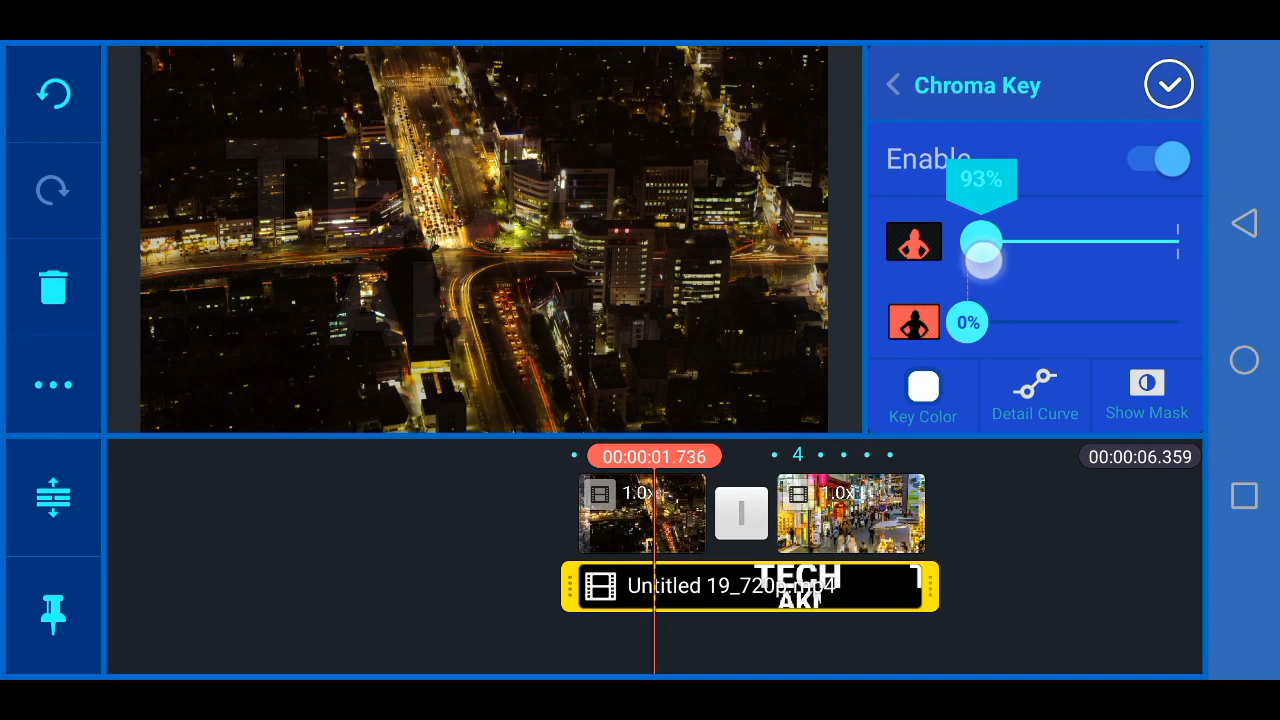 Chroma Key
Enable
93%
0%
Key Color
Detail Curve
Show Mask
00:00:01.736
4
00:00:06.359
1.0x
1.0x
TECH
Untitled 19_720p.mp4